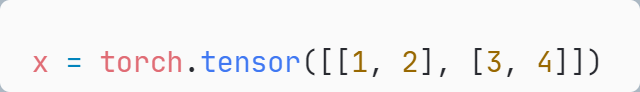 x = torch.tensor([[1, 2], [3, 4]])